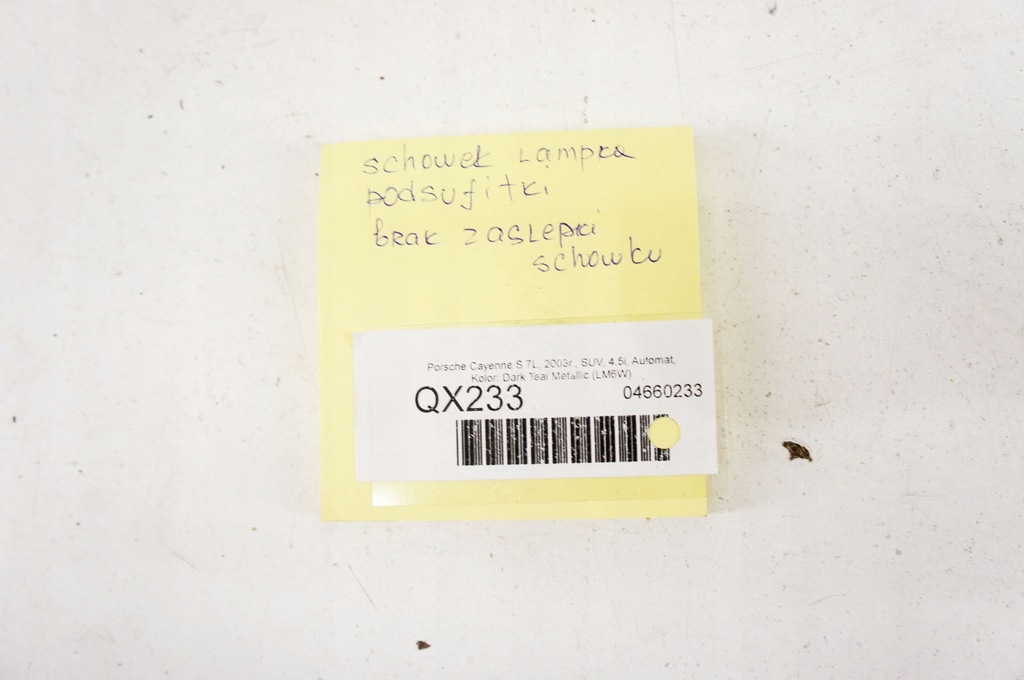 schowek Lampka
podsufitki
brak zaslepki
schowku
Porsche Cayenne S 7L, 2003r., SUV, 4.5i, Automat,
Kolor: Dark Teal Metallic (LM6W)
QX233 04660233